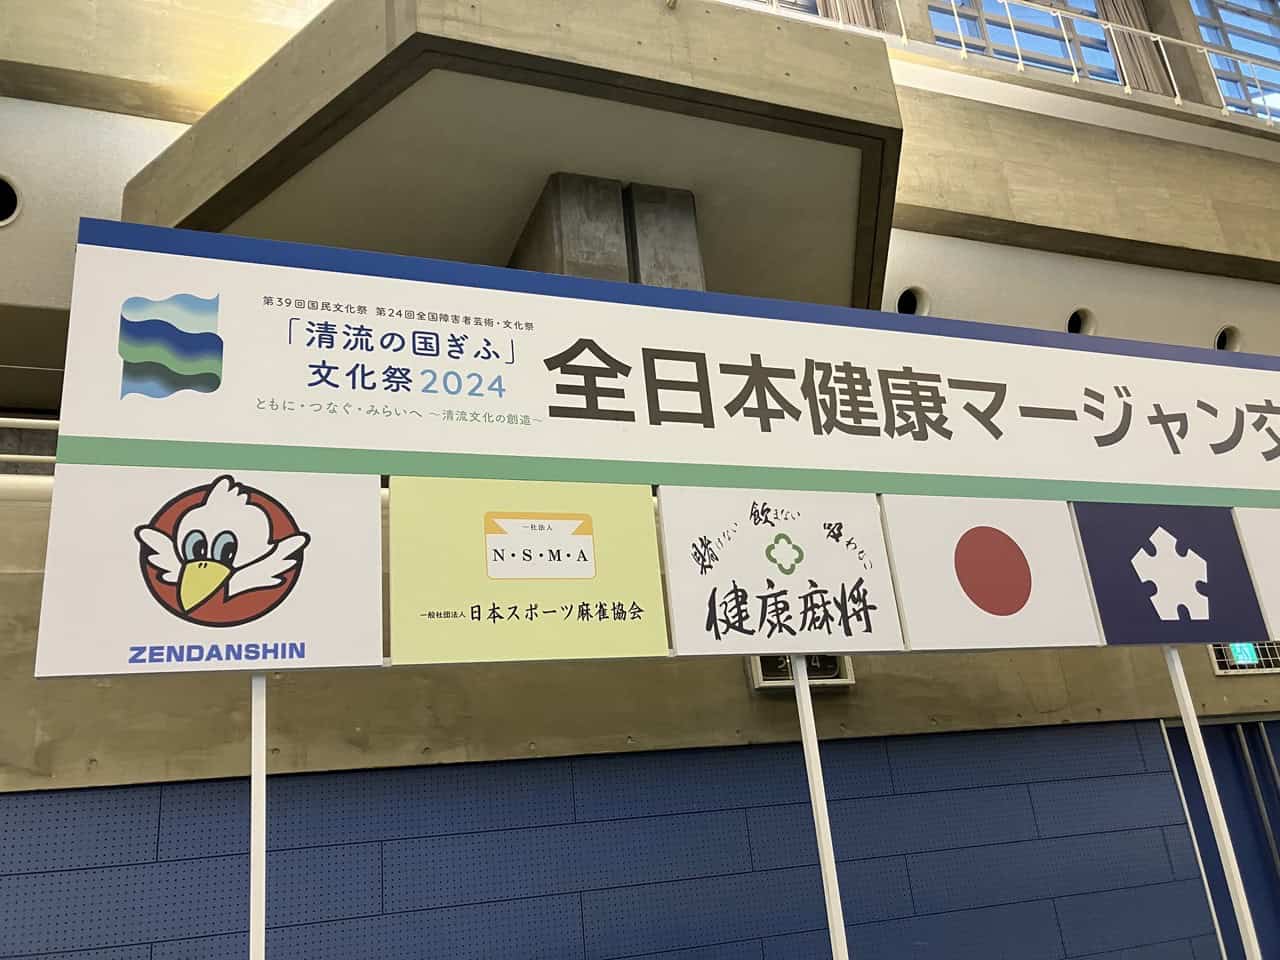 第39回国民文化祭 第24回全国障害者芸術・文化祭
「清流の国ぎふ」
文化祭2024
ともに・つなぐ・みらいへ ～清流文化の創造～
全日本健康マージャン交
ZENDANSHIN
一社法人
N・S・M・A
一般社団法人 日本スポーツ麻雀協会
賭けない 飲まない 吸わない
健康麻将